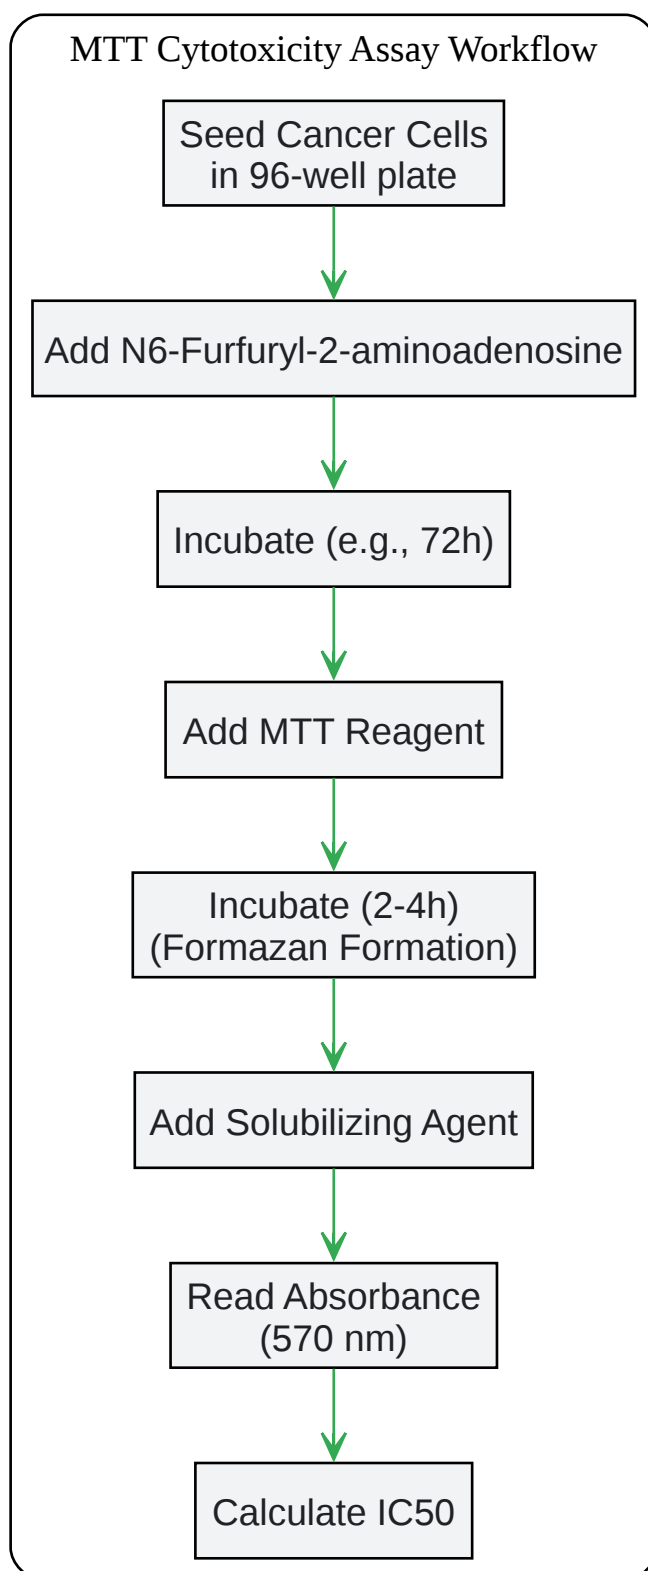 MTT Cytotoxicity Assay Workflow
Seed Cancer Cells
in 96-well plate
Add N6-Furfuryl-2-aminoadenosine
Incubate (e.g., 72h)
Add MTT Reagent
Incubate (2-4h)
(Formazan Formation)
Add Solubilizing Agent
Read Absorbance
(570 nm)
Calculate IC50